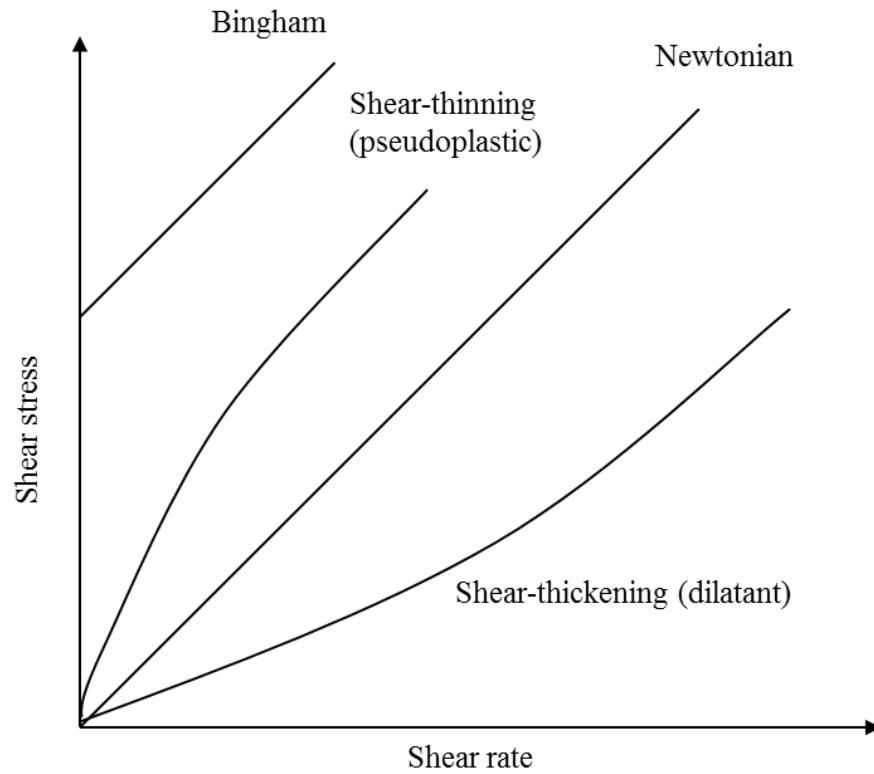 Bingham
Newtonian
Shear-thinning
(pseudoplastic)
Shear stress
Shear-thickening (dilatant)
Shear rate